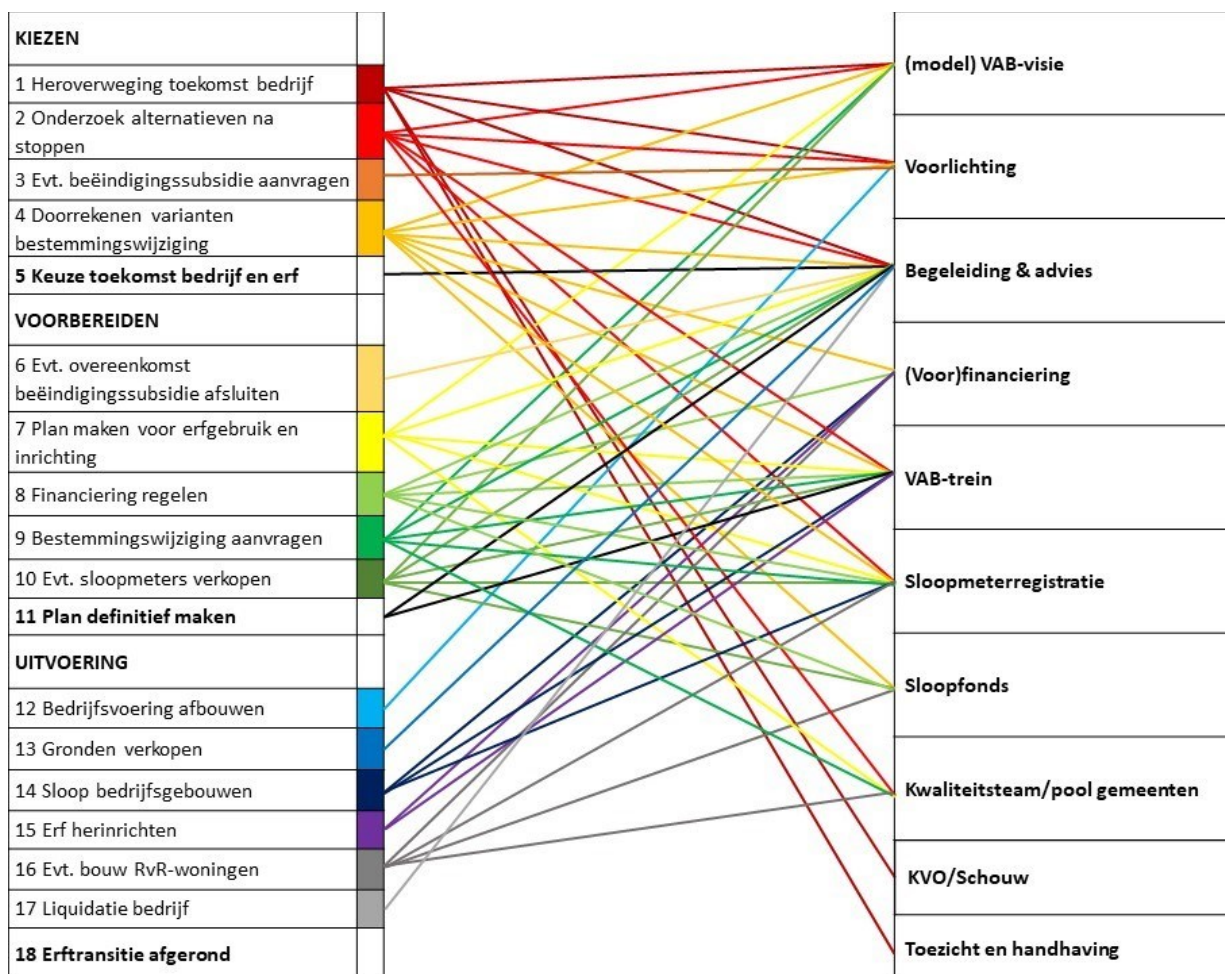 KIEZEN
1 Heroverweging toekomst bedrijf
2 Onderzoek alternatieven na
stoppen
3 Evt. beëindigingssubsidie aanvragen
4 Doorrekenen varianten
bestemmingswijziging
5 Keuze toekomst bedrijf en erf
VOORBEREIDEN
6 Evt. overeenkomst
beëindigingssubsidie afsluiten
7 Plan maken voor erfgebruik en
inrichting
8 Financiering regelen
9 Bestemmingswijziging aanvragen
10 Evt. sloopmeters verkopen
11 Plan definitief maken
UITVOERING
12 Bedrijfsvoering afbouwen
13 Gronden verkopen
14 Sloop bedrijfsgebouwen
15 Erf herinrichten
16 Evt. bouw RvR-woningen
17 Liquidatie bedrijf
18 Erftransitie afgerond
(model) VAB-visie
Voorlichting
Begeleiding & advies
(Voor)financiering
VAB-trein
Sloopmeterregistratie
Sloopfonds
Kwaliteitsteam/pool gemeenten
KVO/Schouw
Toezicht en handhaving